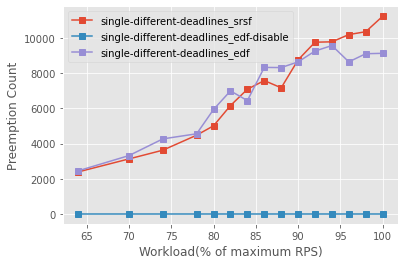 single-different-deadlines_srsf
single-different-deadlines_edf-disable
single-different-deadlines_edf
Preemption Count
10000
8000
6000
4000
2000
0
65 70 75 80 85 90 95 100
Workload(% of maximum RPS)